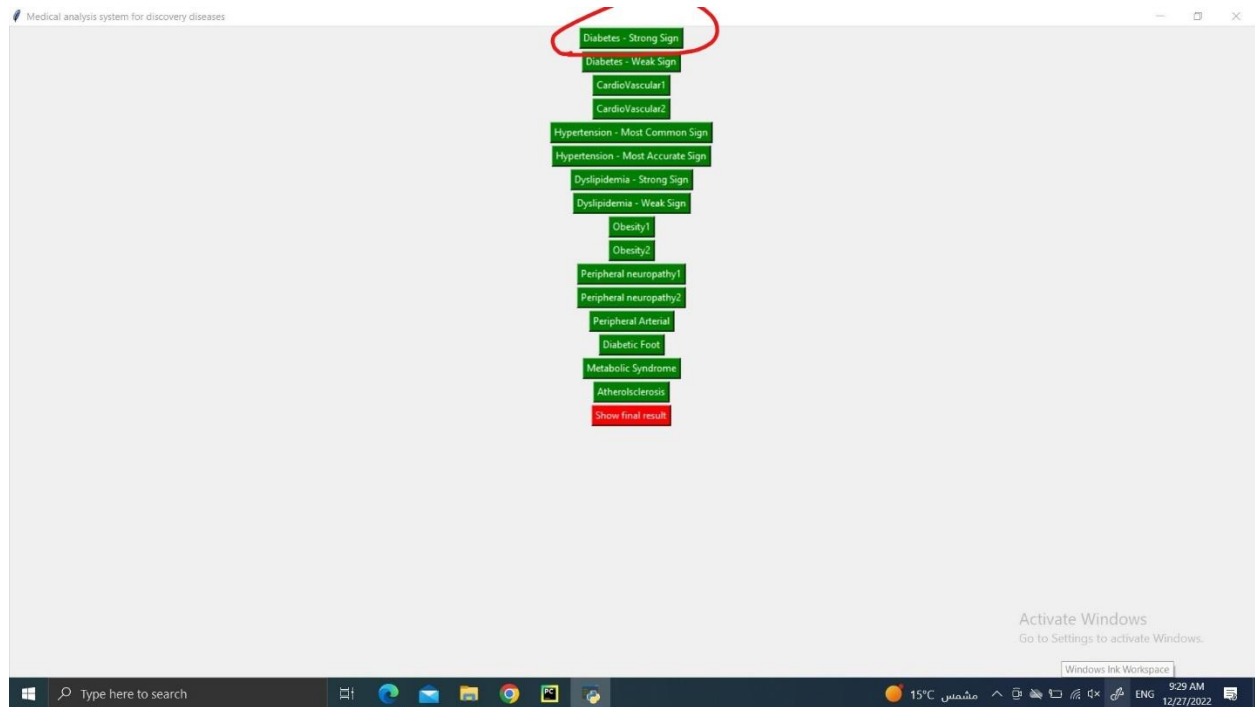 Medical analysis system for discovery diseases
Diabetes - Strong Sign
Diabetes - Weak Sign
CardioVascular1
CardioVascular2
Hypertension - Most Common Sign
Hypertension - Most Accurate Sign
Dyslipidemia - Strong Sign
Dyslipidemia - Weak Sign
Obesity1
Obesity2
Peripheral neuropathy1
Peripheral neuropathy2
Peripheral Arterial
Diabetic Foot
Metabolic Syndrome
Atherolsclerosis
Show final result
Activate Windows
Go to Settings to activate Windows.
Windows Ink Workspace
Type here to search
PC
15°C مشمس
ENG
9:29 AM
12/27/2022